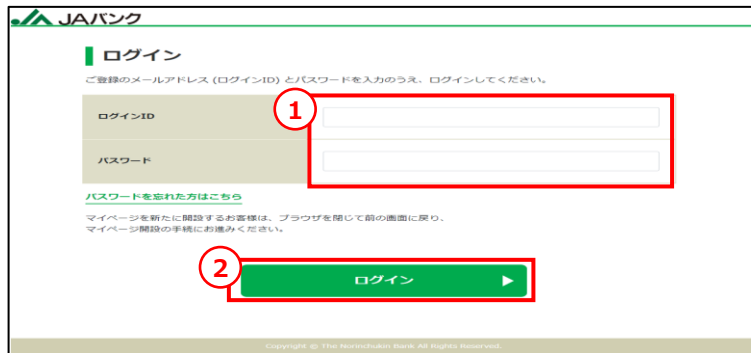 JAバンク
ログイン
ご登録のメールアドレス (ログインID) とパスワードを入力のうえ、ログインしてください。
1
ログインID
パスワード
パスワードを忘れた方はこちら
マイページを新たに開設するお客様は、ブラウザを閉じて前の画面に戻り、
マイページ開設の手続にお進みください。
2
ログイン
Copyright © The Norinchukin Bank All Rights Reserved.